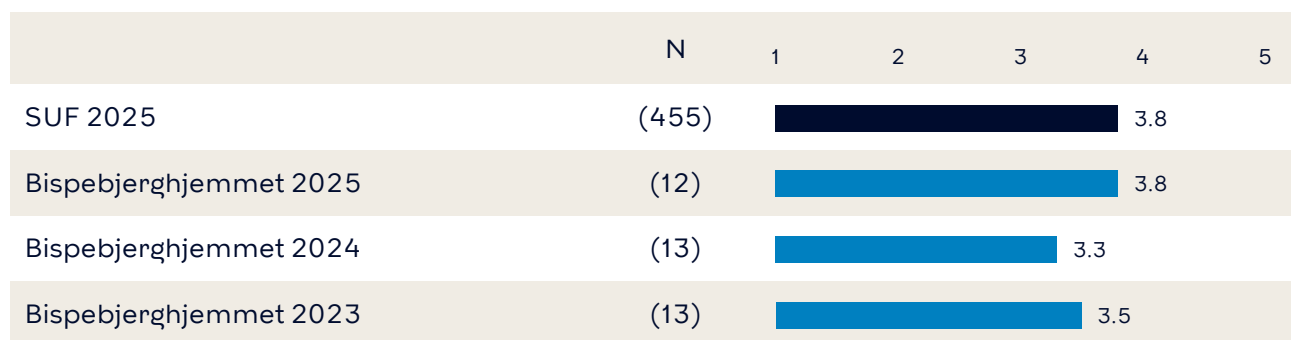 N 1 2 3 4 5
SUF 2025 (455) 3.8
Bispebjerghjemmet 2025 (12) 3.8
Bispebjerghjemmet 2024 (13) 3.3
Bispebjerghjemmet 2023 (13) 3.5